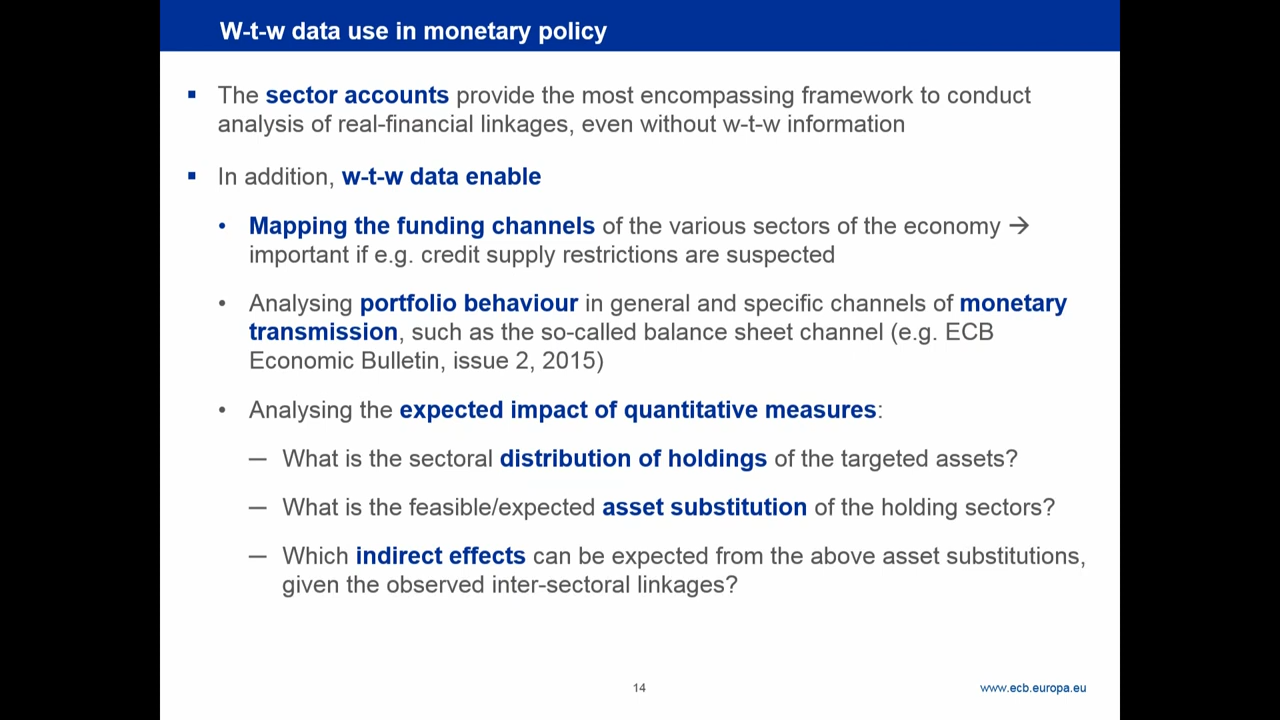 W-t-w data use in monetary policy
▪ The sector accounts provide the most encompassing framework to conduct
analysis of real-financial linkages, even without w-t-w information
▪ In addition, w-t-w data enable
• Mapping the funding channels of the various sectors of the economy →
important if e.g. credit supply restrictions are suspected
• Analysing portfolio behaviour in general and specific channels of monetary
transmission, such as the so-called balance sheet channel (e.g. ECB
Economic Bulletin, issue 2, 2015)
• Analysing the expected impact of quantitative measures:
— What is the sectoral distribution of holdings of the targeted assets?
— What is the feasible/expected asset substitution of the holding sectors?
— Which indirect effects can be expected from the above asset substitutions,
given the observed inter-sectoral linkages?
14
www.ecb.europa.eu